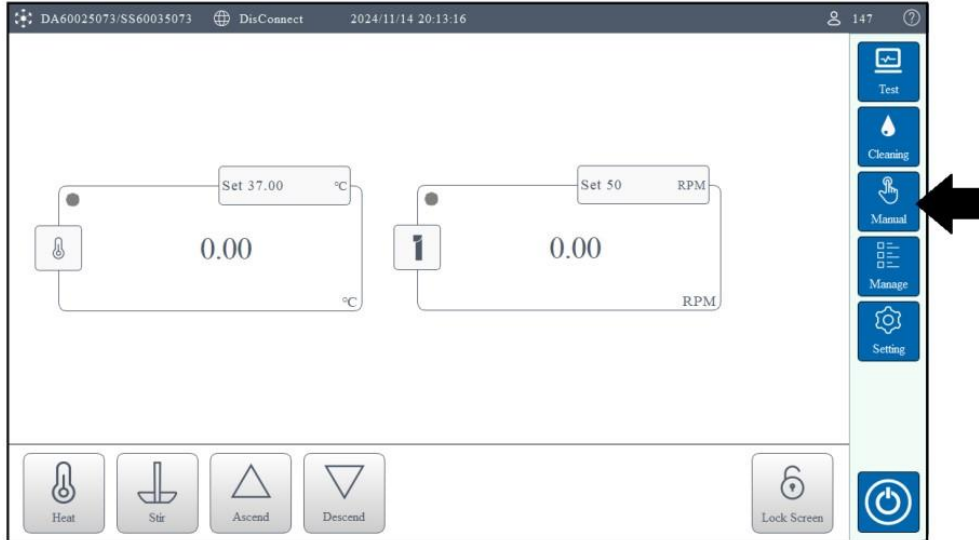 DA60025073/SS60035073 DisConnect 2024/11/14 20:13:16 147
Test
Cleaning
Set 37.00 ℃
Set 50 RPM
Manual
0.00
1
0.00
Manage
℃
RPM
Setting
Heat
Stir
Ascend
Descend
Lock Screen